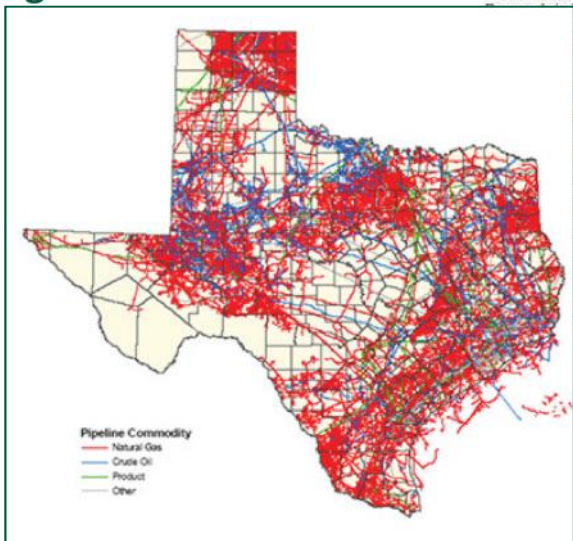 Pipeline Commodity
Natural Gas
Crude Oil
Product
Other